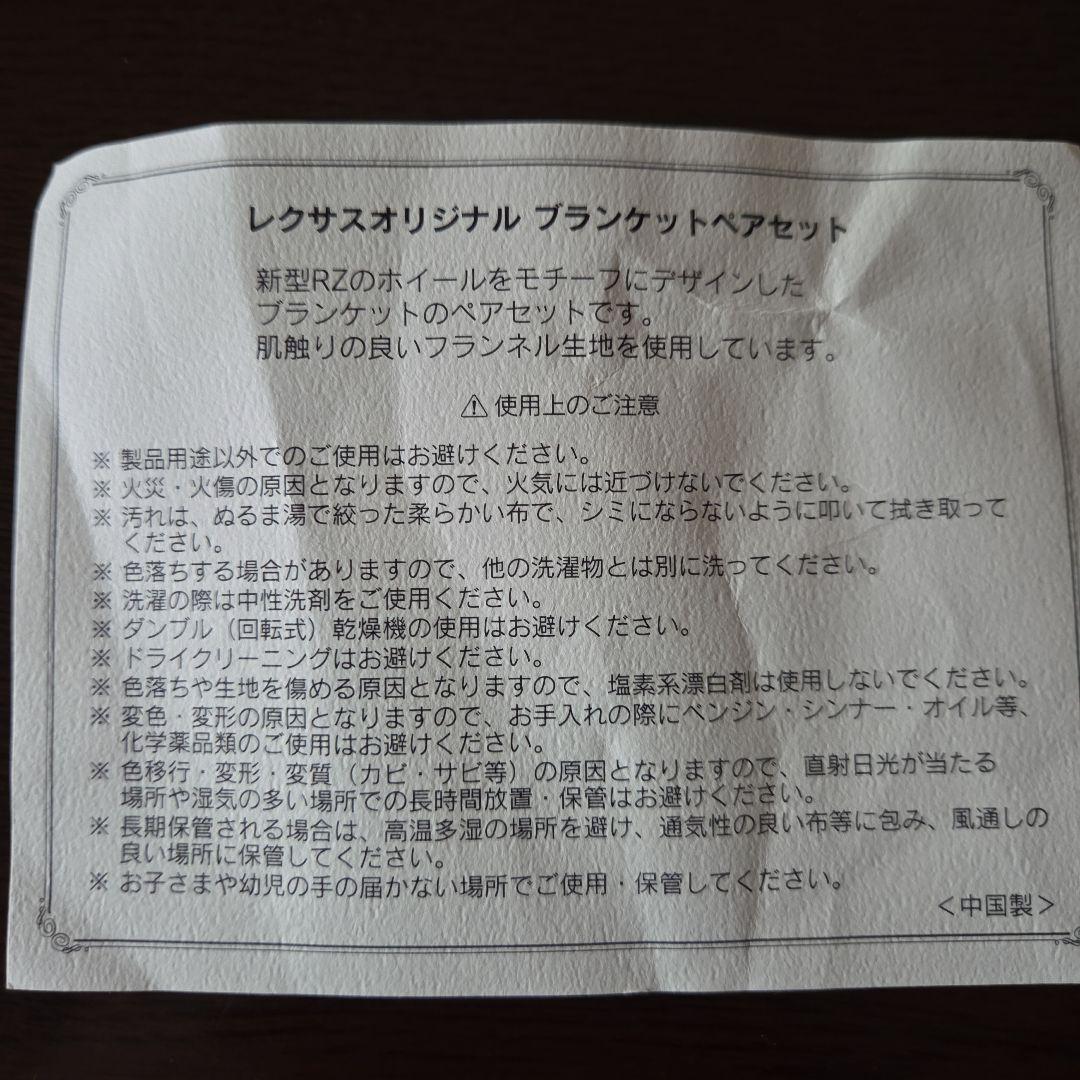 レクサスオリジナル ブランケットペアセット
新型RZのホイールをモチーフにデザインした
ブランケットのペアセットです。
肌触りの良いフランネル生地を使用しています。
⚠ 使用上のご注意
※ 製品用途以外でのご使用はお避けください。
※ 火災・火傷の原因となりますので、火気には近づけないでください。
※ 汚れは、ぬるま湯で絞った柔らかい布で、シミにならないように叩いて拭き取って
ください。
※ 色落ちする場合がありますので、他の洗濯物とは別に洗ってください。
※ 洗濯の際は中性洗剤をご使用ください。
※ ダンブル（回転式）乾燥機の使用はお避けください。
※ ドライクリーニングはお避けください。
※ 色落ちや生地を傷める原因となりますので、塩素系漂白剤は使用しないでください。
※ 変色・変形の原因となりますので、お手入れの際にベンジン・シンナー・オイル等、
化学薬品類のご使用はお避けください。
※ 色移行・変形・変質（カビ・サビ等）の原因となりますので、直射日光が当たる
場所や湿気の多い場所での長時間放置・保管はお避けください。
※ 長期保管される場合は、高温多湿の場所を避け、通気性の良い布等に包み、風通しの
良い場所に保管してください。
※ お子さまや幼児の手の届かない場所でご使用・保管してください。
＜中国製＞